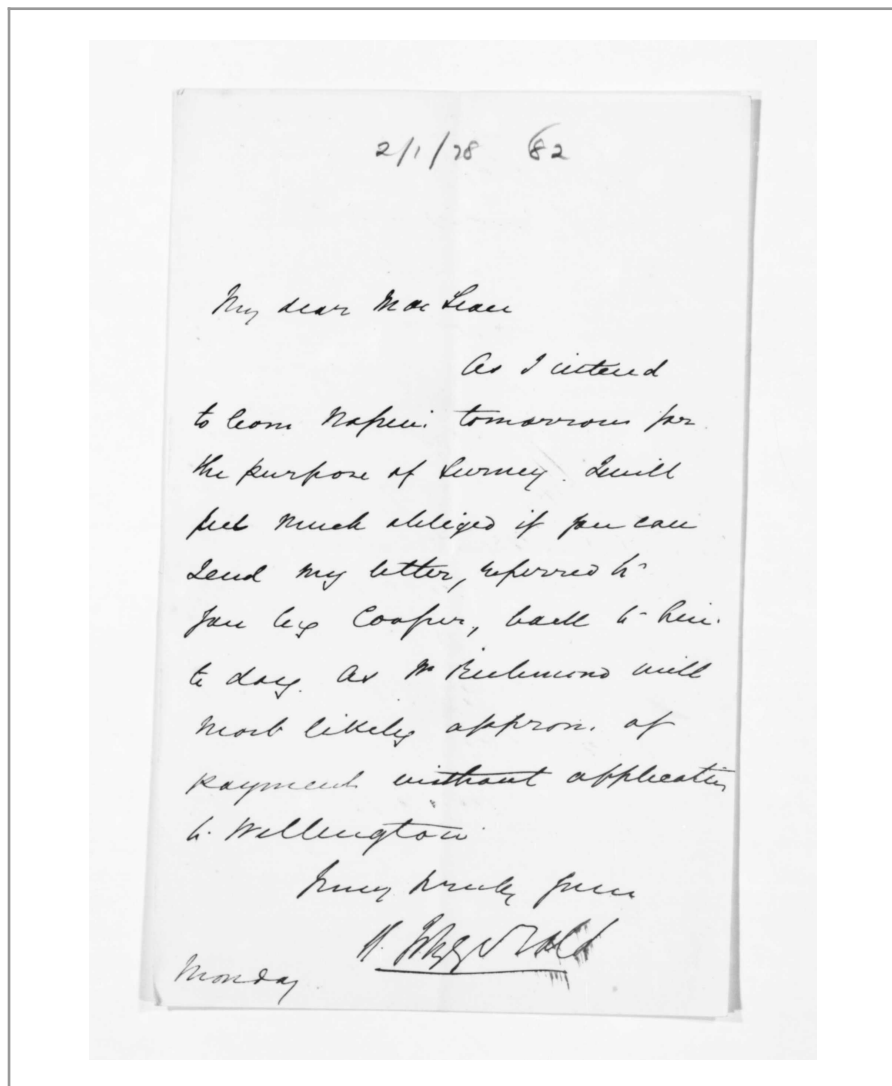 2/1/78 82
My dear MacLean
As I intend
to leave Napier tomorrow for
the purpose of Survey. I will
feel much obliged if you can
send my letter, referred to
you by Cooper, back to him
to day. As Mr Richmond will
most likely approve of
payment without application
to Wellington
Very truly yours
Fitzgerald
Monday